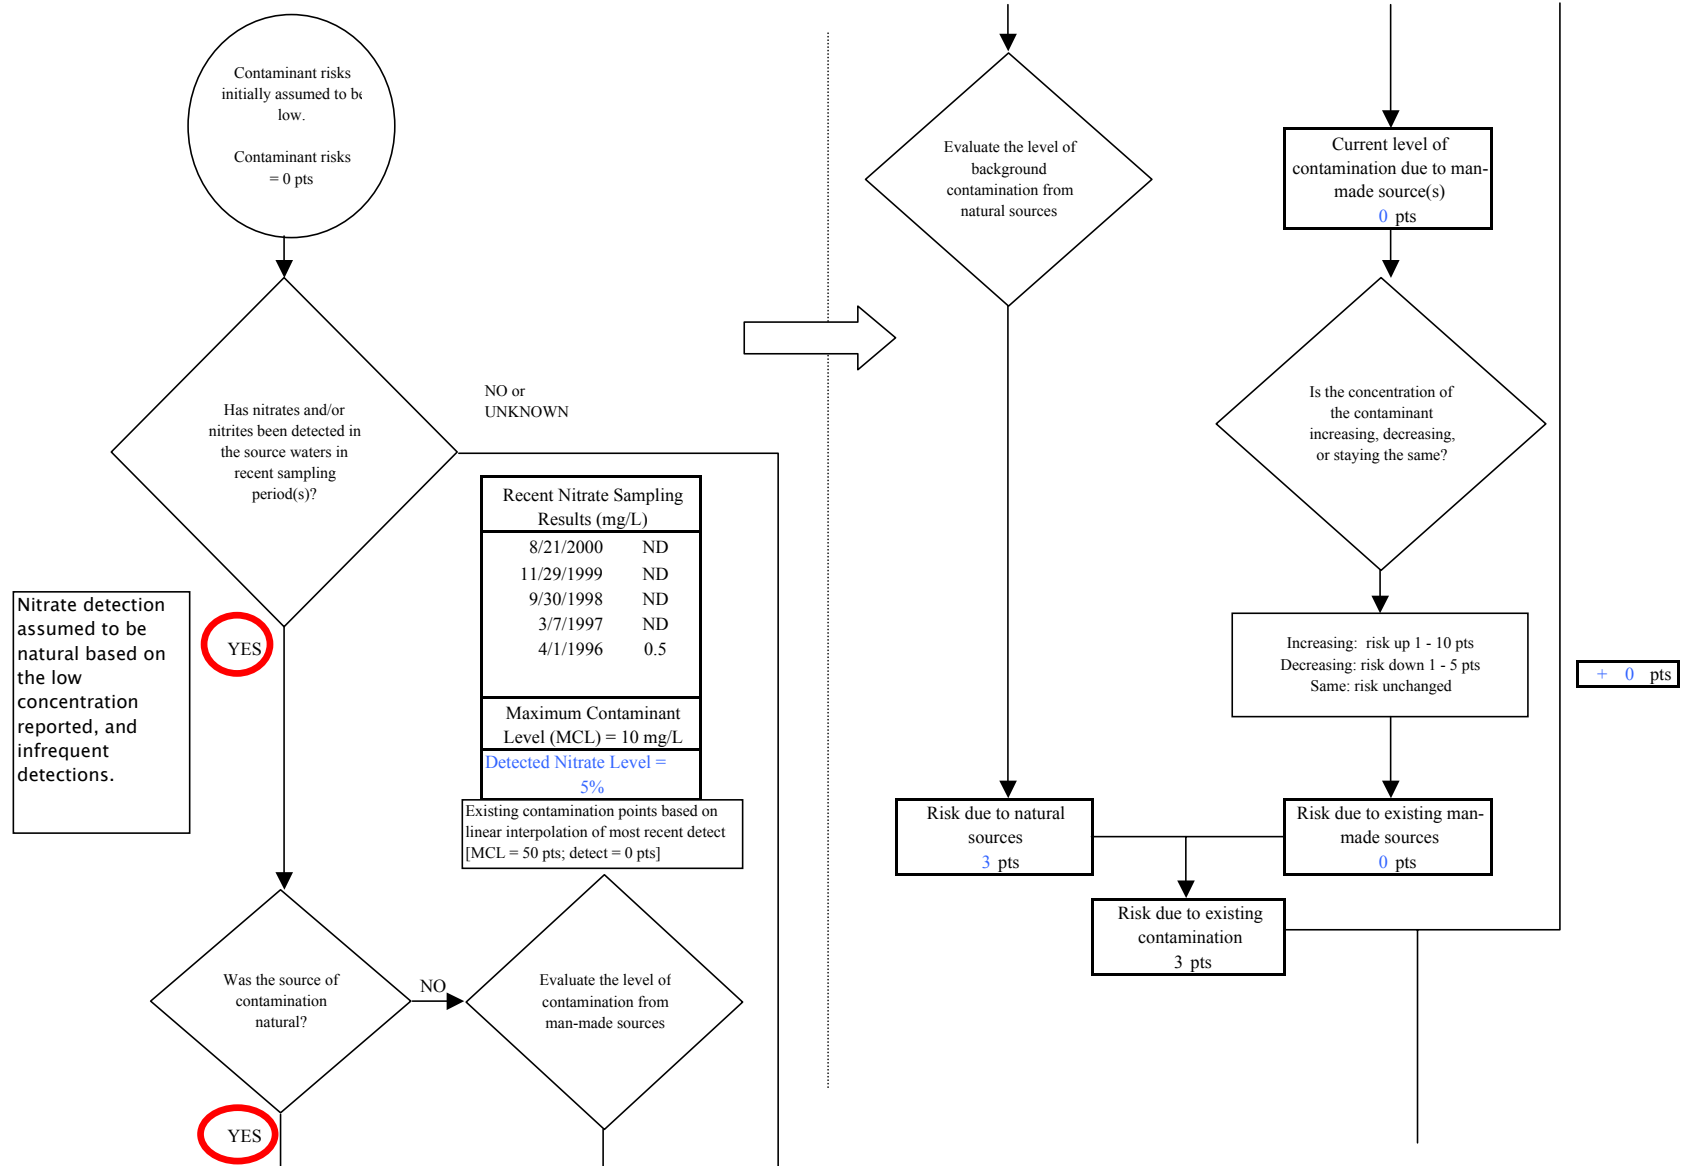 Contaminant risks
initially assumed to be
low.
Contaminant risks
= 0 pts
Has nitrates and/or
nitrites been detected in
the source waters in
recent sampling
period(s)?
NO or
UNKNOWN
Recent Nitrate Sampling
Results (mg/L)
8/21/2000 ND
11/29/1999 ND
9/30/1998 ND
3/7/1997 ND
4/1/1996 0.5
Maximum Contaminant
Level (MCL) = 10 mg/L
Detected Nitrate Level =
5%
Existing contamination points based on
linear interpolation of most recent detect
[MCL = 50 pts; detect = 0 pts]
Nitrate detection
assumed to be
natural based on
the low
concentration
reported, and
infrequent
detections.
YES
Was the source of
contamination
natural?
NO
Evaluate the level of
contamination from
man-made sources
YES
Evaluate the level of
background
contamination from
natural sources
Current level of
contamination due to man-
made source(s)
0 pts
Is the concentration of
the contaminant
increasing, decreasing,
or staying the same?
Increasing: risk up 1 - 10 pts
Decreasing: risk down 1 - 5 pts
Same: risk unchanged
+ 0 pts
Risk due to natural
sources
3 pts
Risk due to existing man-
made sources
0 pts
Risk due to existing
contamination
3 pts